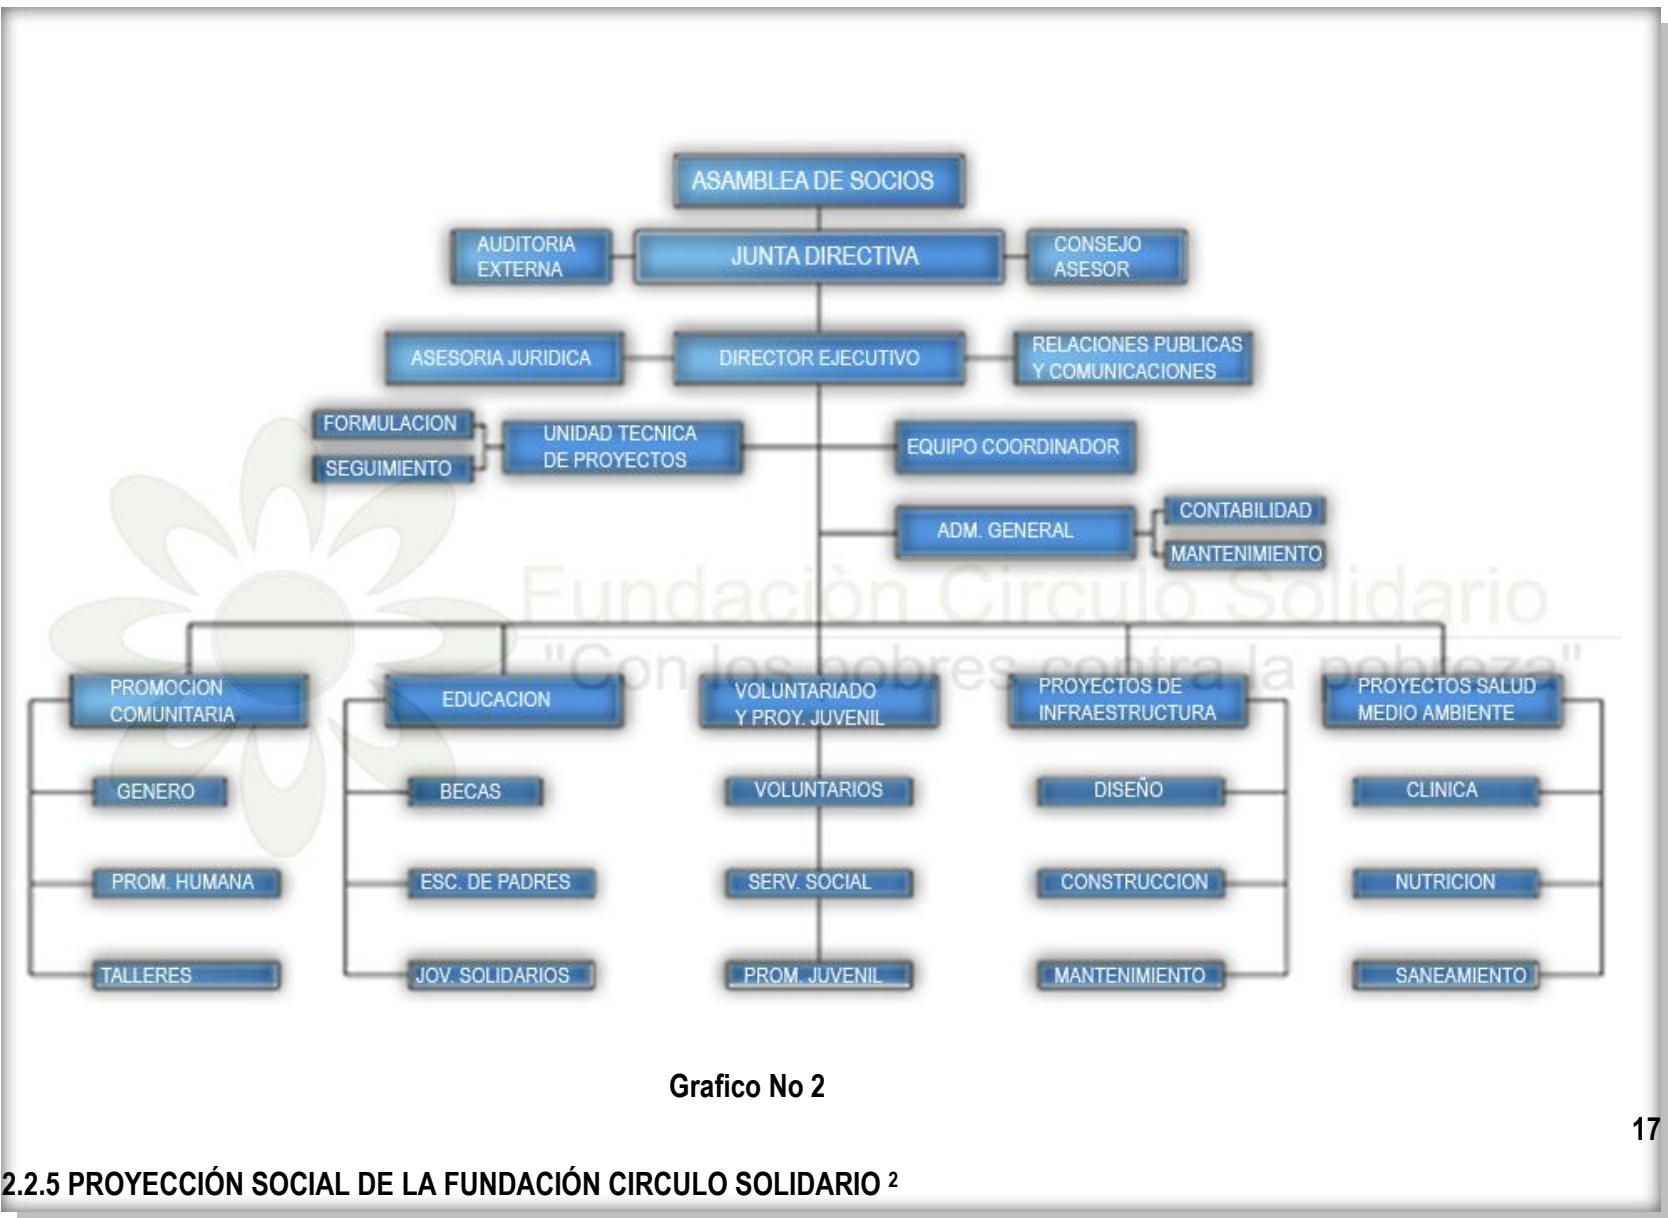 ASAMBLEA DE SOCIOS
AUDITORIA
EXTERNA
JUNTA DIRECTIVA
CONSEJO
ASESOR
ASESORIA JURIDICA
DIRECTOR EJECUTIVO
RELACIONES PUBLICAS
Y COMUNICACIONES
FORMULACION
SEGUIMIENTO
UNIDAD TECNICA
DE PROYECTOS
EQUIPO COORDINADOR
ADM. GENERAL
CONTABILIDAD
MANTENIMIENTO
Fundaciòn Circulo Solidario
"Con los pobres contra la pobreza"
PROMOCION
COMUNITARIA
EDUCACION
VOLUNTARIADO
Y PROY. JUVENIL
PROYECTOS DE
INFRAESTRUCTURA
PROYECTOS SALUD
MEDIO AMBIENTE
GENERO
BECAS
VOLUNTARIOS
DISEÑO
CLINICA
PROM. HUMANA
ESC. DE PADRES
SERV. SOCIAL
CONSTRUCCION
NUTRICION
TALLERES
JOV. SOLIDARIOS
PROM. JUVENIL
MANTENIMIENTO
SANEAMIENTO
Grafico No 2
17
2.2.5 PROYECCIÓN SOCIAL DE LA FUNDACIÓN CIRCULO SOLIDARIO 2